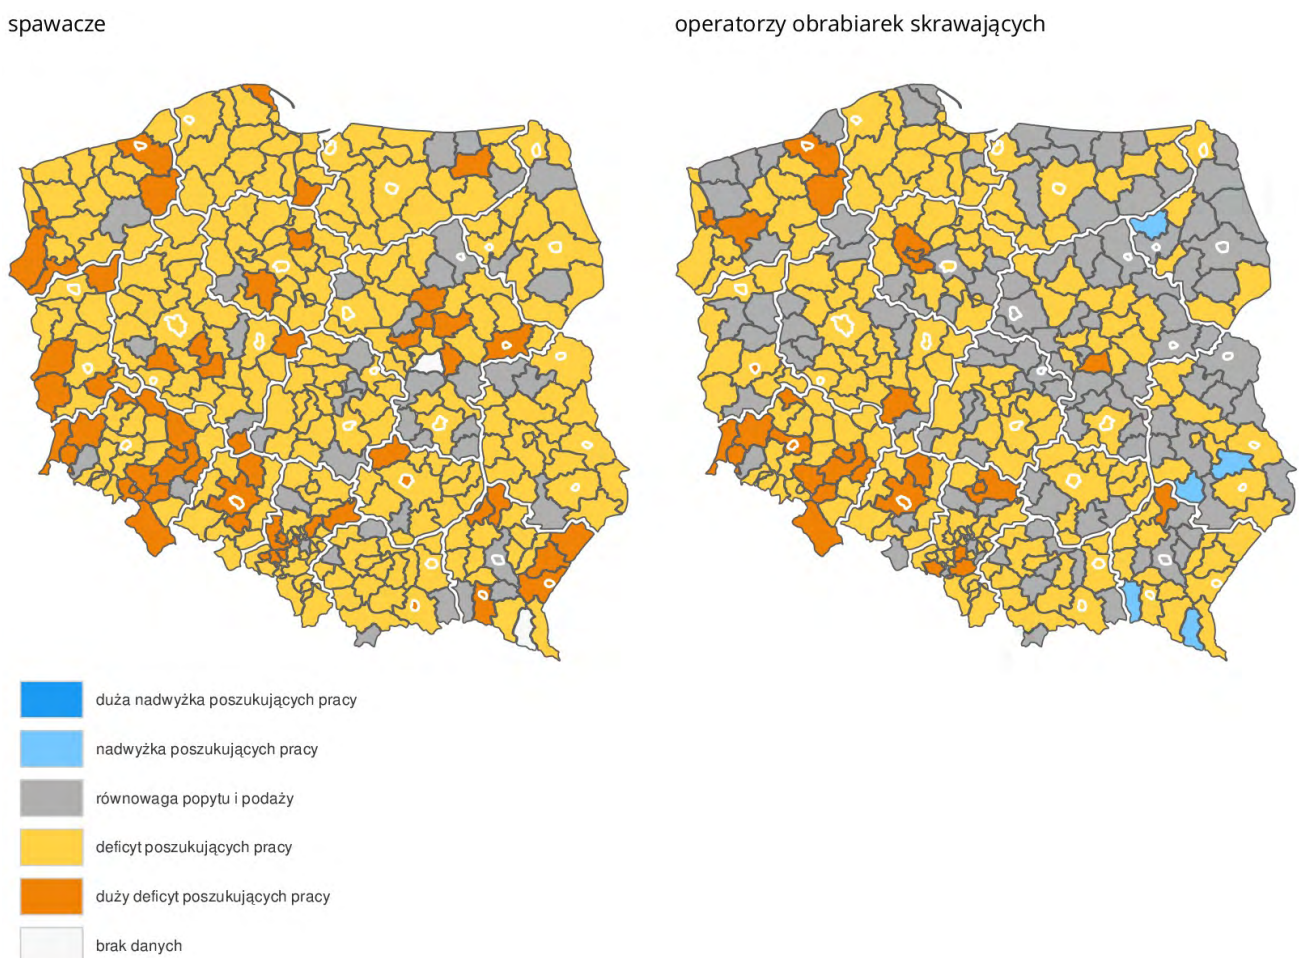 spawacze
operatorzy obrabiarek skrawających
duża nadwyżka poszukujących pracy
nadwyżka poszukujących pracy
równowaga popytu i podaży
deficyt poszukujących pracy
duży deficyt poszukujących pracy
brak danych